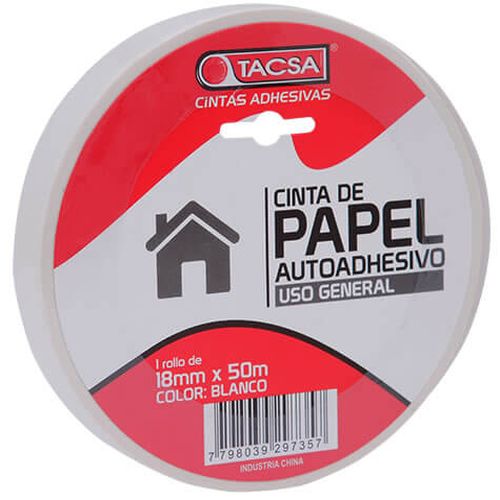 TACSA
CiNTAS ADHESIVAS
CINTA DE
PAPEL
AUTOADHESIVO
USO GENERAL
1 rollo de
18mm x 50m
COLOR: BLANCO
7 798039 297357
INDUSTRIA CHINA